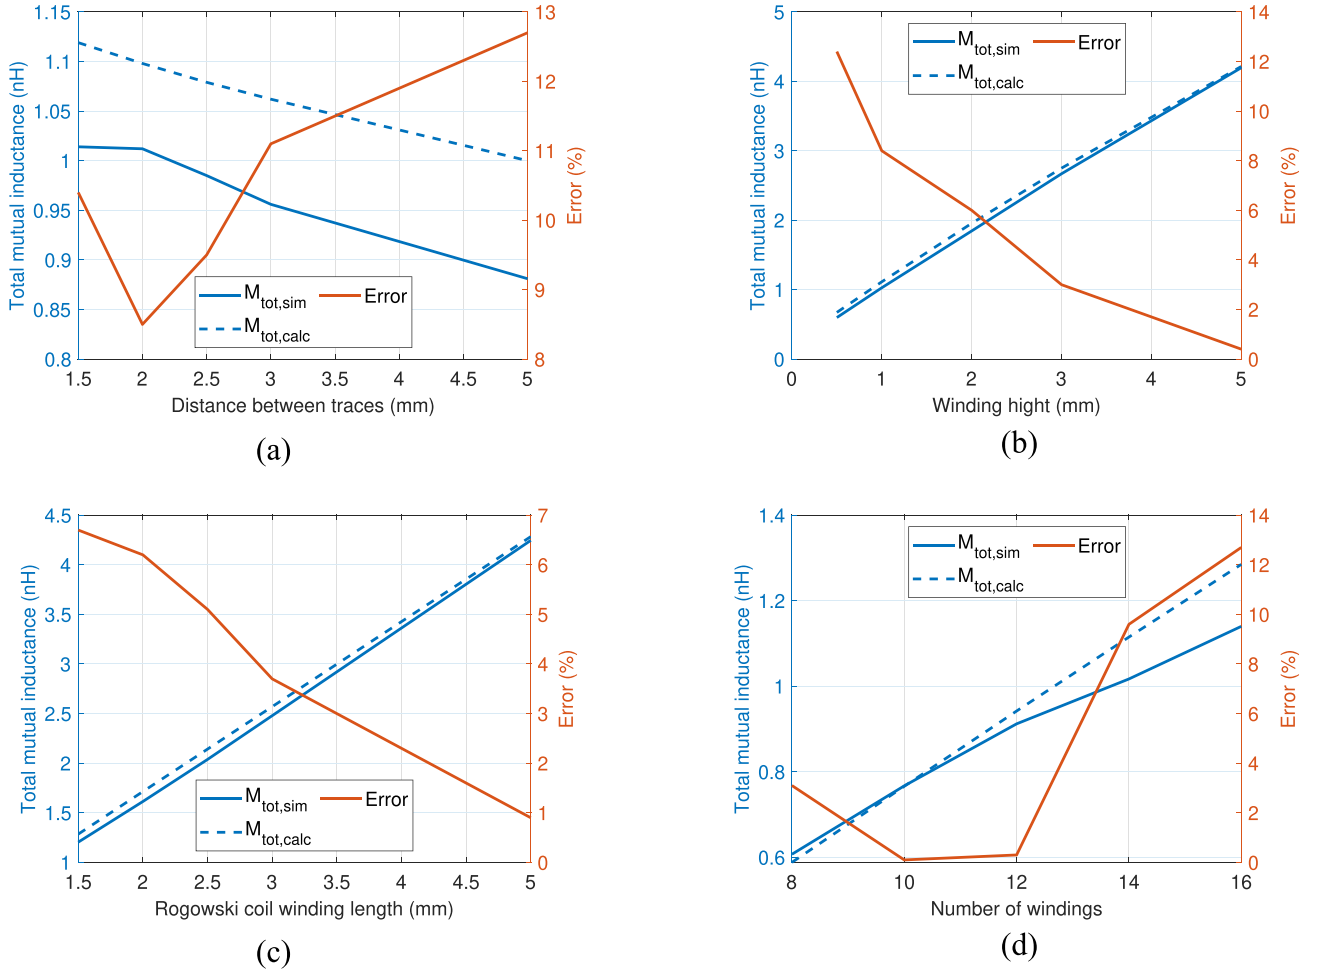 1.15
1.1
1.05
1
0.95
0.9
0.85
0.8
Total mutual inductance (nH)
13
12
11
10
9
8
Error (%)
M tot,sim
Error
M tot,calc
1.5 2 2.5 3 3.5 4 4.5 5
Distance between traces (mm)
(a)
5
4
3
2
1
0
Total mutual inductance (nH)
14
12
10
8
6
4
2
0
Error (%)
M tot,sim
Error
M tot,calc
0 1 2 3 4 5
Winding hight (mm)
(b)
4.5
4
3.5
3
2.5
2
1.5
1
Total mutual inductance (nH)
7
6
5
4
3
2
1
0
Error (%)
M tot,sim
Error
M tot,calc
1.5 2 2.5 3 3.5 4 4.5 5
Rogowski coil winding length (mm)
(c)
1.4
1.2
1
0.8
0.6
Total mutual inductance (nH)
14
12
10
8
6
4
2
0
Error (%)
M tot,sim
Error
M tot,calc
8 10 12 14 16
Number of windings
(d)